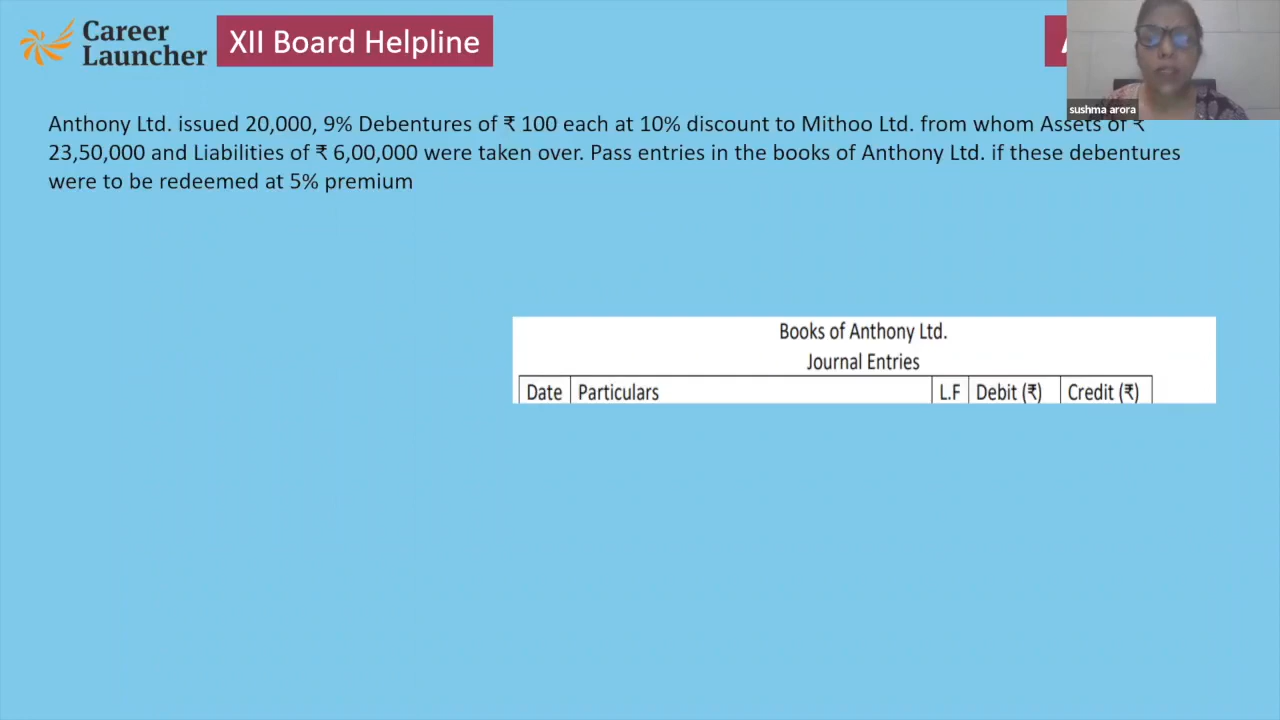 Career
Launcher
XII Board Helpline
sushma arora
Anthony Ltd. issued 20,000, 9% Debentures of ₹ 100 each at 10% discount to Mithoo Ltd. from whom Assets of ₹
23,50,000 and Liabilities of ₹ 6,00,000 were taken over. Pass entries in the books of Anthony Ltd. if these debentures
were to be redeemed at 5% premium
Books of Anthony Ltd.
Journal Entries
Date Particulars L.F Debit (₹) Credit (₹)